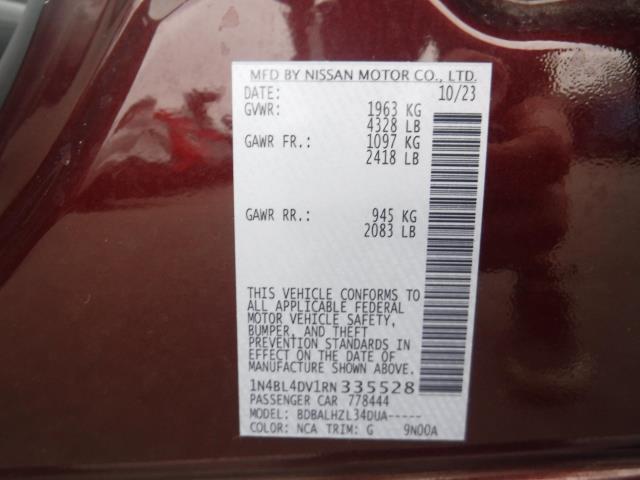 MFD BY NISSAN MOTOR CO., LTD.
DATE: 10/23
GVWR: 1963 KG
4328 LB
GAWR FR.: 1097 KG
2418 LB
GAWR RR.: 945 KG
2083 LB
THIS VEHICLE CONFORMS TO
ALL APPLICABLE FEDERAL
MOTOR VEHICLE SAFETY,
BUMPER, AND THEFT
PREVENTION STANDARDS IN
EFFECT ON THE DATE OF
MANUFACTURE SHOWN ABOVE.
1N4BL4DV1RN335528
PASSENGER CAR 778444
MODEL: BDBALHZL34DUA-----
COLOR: NCA TRIM: G 9N00A